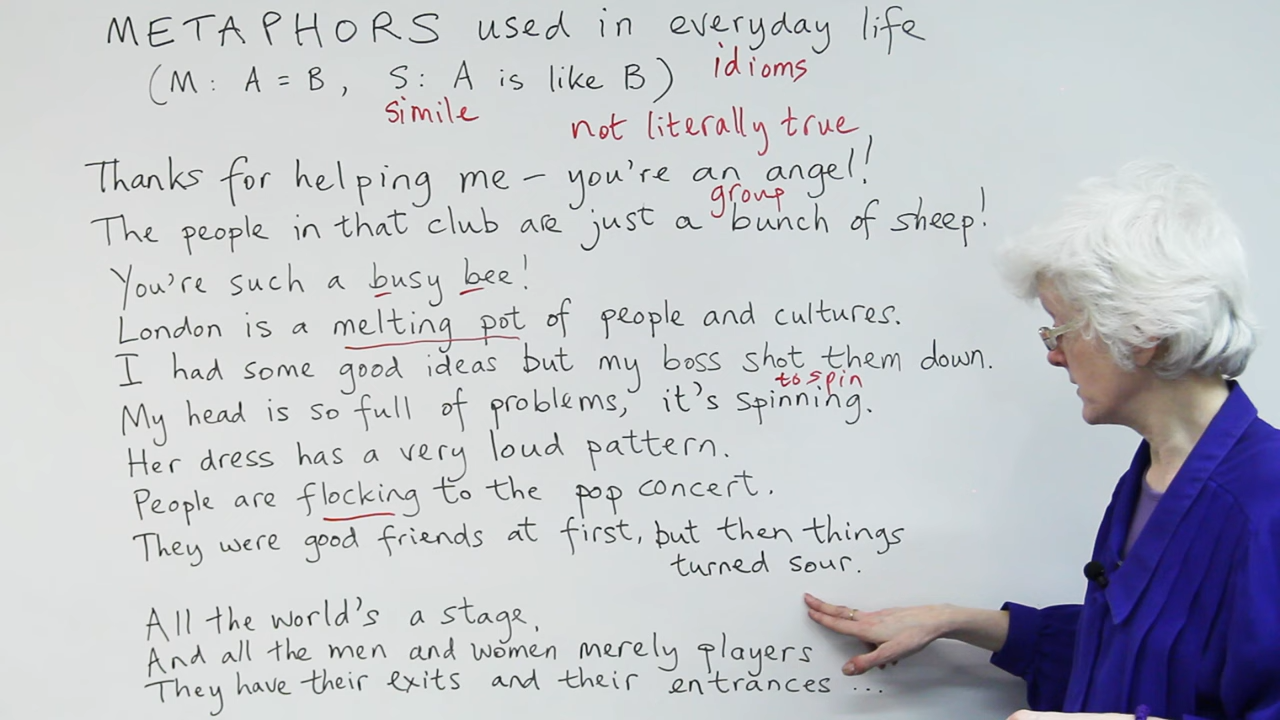 METAPHORS used in everyday life
(M: A = B, S: A is like B) idioms
simile
not literally true
Thanks for helping me - you're an angel!
group
The people in that club are just a bunch of sheep!
You're such a busy bee!
London is a melting pot of people and cultures.
I had some good ideas but my boss shot them down.
to spin
My head is so full of problems, it's spinning.
Her dress has a very loud pattern.
People are flocking to the pop concert.
They were good friends at first, but then things
turned sour.
All the world's a stage,
And all the men and women merely players
They have their exits and their entrances ...